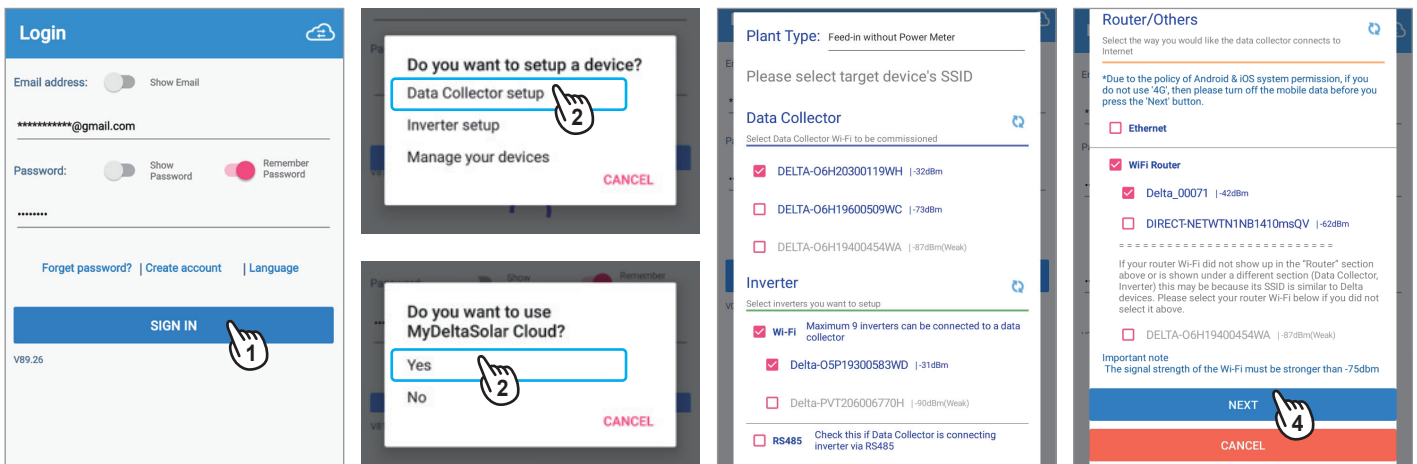 Login
Email address: Show Email
***********@gmail.com
Password: Show Password Remember Password
••••••••
Forget password? | Create account | Language
SIGN IN
1
V89.26
Do you want to setup a device?
Data Collector setup
2
Inverter setup
Manage your devices
CANCEL
Show
Remember
Do you want to use
MyDeltaSolar Cloud?
Yes
2
No
CANCEL
Plant Type: Feed-in without Power Meter
Please select target device's SSID
Data Collector
Select Data Collector Wi-Fi to be commissioned
DELTA-O6H20300119WH |-32dBm
DELTA-O6H19600509WC |-73dBm
DELTA-O6H19400454WA |-87dBm(Weak)
Inverter
Select inverters you want to setup
Wi-Fi Maximum 9 inverters can be connected to a data
collector
Delta-O5P19300583WD |-31dBm
Delta-PVT206006770H |-90dBm(Weak)
RS485 Check this if Data Collector is connecting
inverter via RS485
Router/Others
Select the way you would like the data collector connects to
Internet
*Due to the policy of Android & iOS system permission, if you
do not use '4G', then please turn off the mobile data before you
press the 'Next' button.
Ethernet
WiFi Router
Delta_00071 |-42dBm
DIRECT-NETWTN1NB1410msQV |-62dBm
= = = = = = = = = = = = = = = = = = = = = = = = = = =
If your router Wi-Fi did not show up in the "Router" section
above or is shown under a different section (Data Collector,
Inverter) this may be because its SSID is similar to Delta
devices. Please select your router Wi-Fi below if you did not
select it above.
DELTA-O6H19400454WA |-87dBm(Weak)
Important note
The signal strength of the Wi-Fi must be stronger than -75dbm
NEXT
4
CANCEL